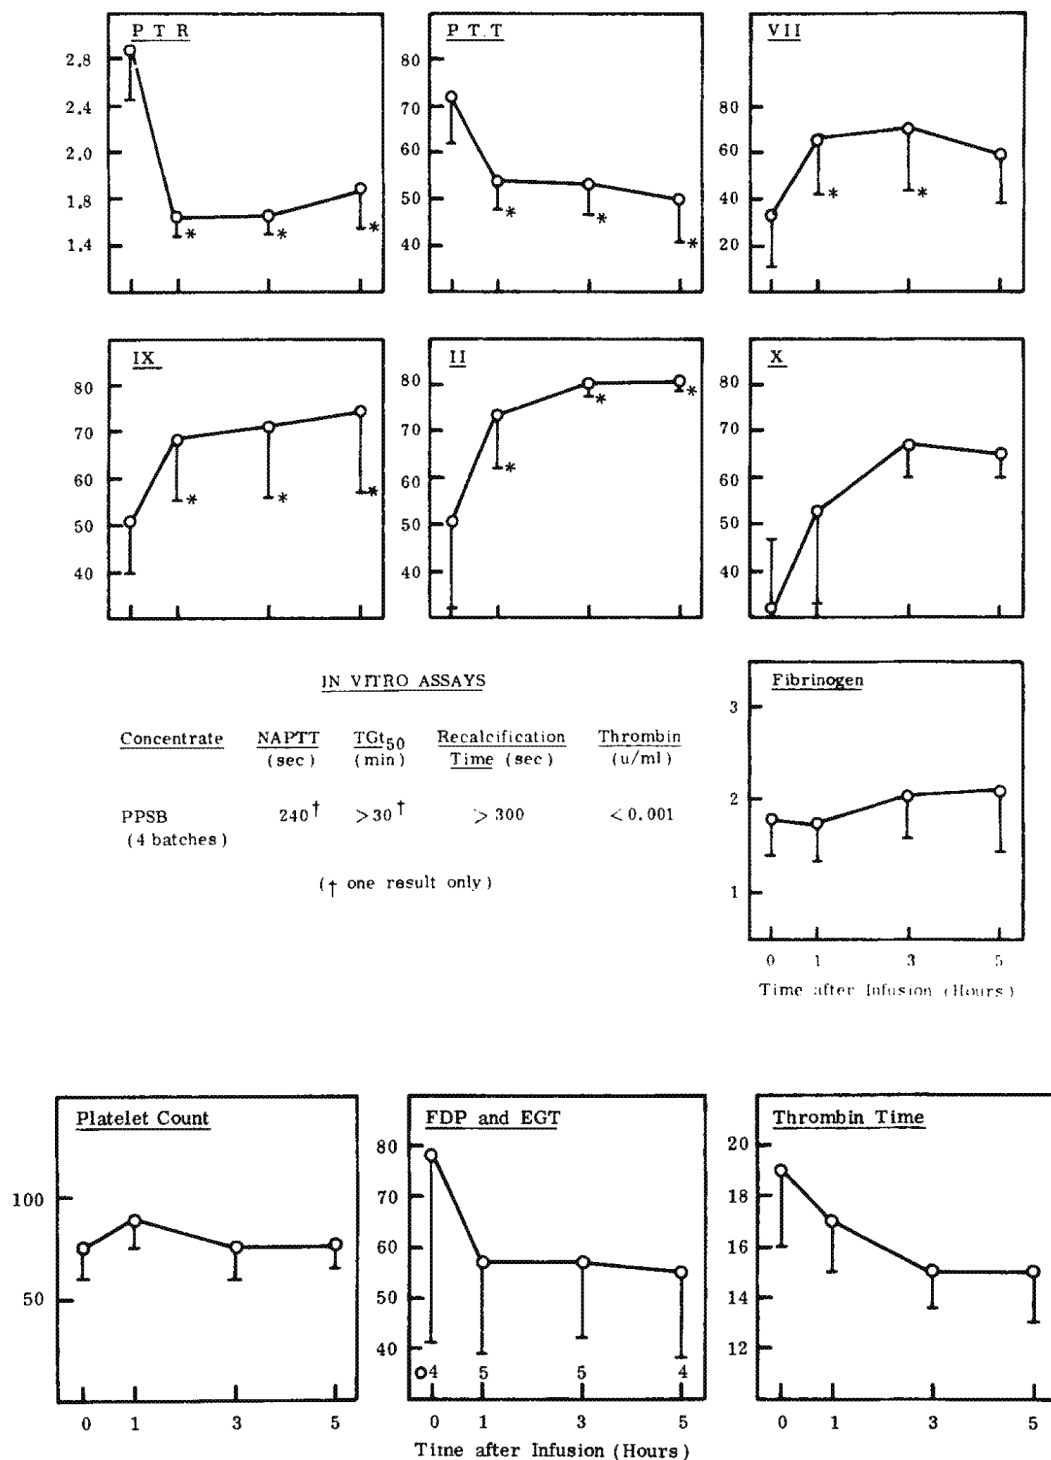 P T R
2.8
2.4
2.0
1.8
1.4
*
*
*
P T.T
80
70
60
50
40
*
*
*
VII
80
60
40
20
*
*
IX
80
70
60
50
40
*
*
*
II
80
70
60
50
40
*
*
*
X
80
70
60
50
40
IN VITRO ASSAYS
Concentrate NAPTT TGt50 Recalcification Thrombin
(sec) (min) Time (sec) (u/ml)
PPSB 240† >30† >300 <0.001
(4 batches)
(† one result only)
Fibrinogen
3
2
1
0 1 3 5
Time after Infusion (Hours)
Platelet Count
100
50
0 1 3 5
FDP and EGT
80
70
60
50
40
4 5 5 4
0 1 3 5
Time after Infusion (Hours)
Thrombin Time
20
18
16
14
12
0 1 3 5